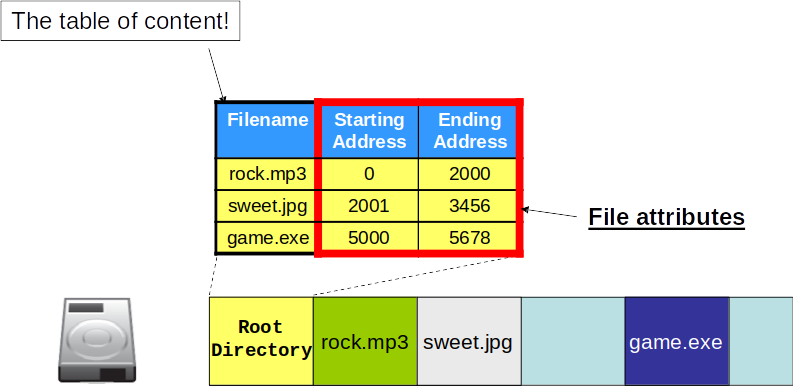 The table of content!
Filename Starting Address Ending Address
rock.mp3 0 2000
sweet.jpg 2001 3456
game.exe 5000 5678
File attributes
Root Directory rock.mp3 sweet.jpg game.exe